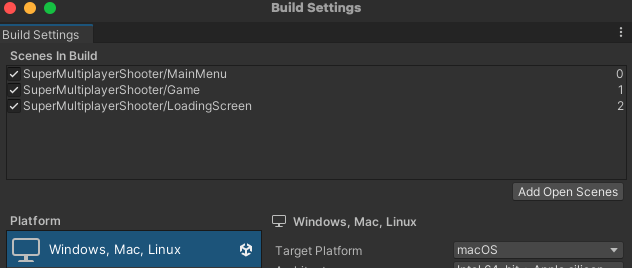 Build Settings
Build Settings
Scenes In Build
SuperMultiplayerShooter/MainMenu 0
SuperMultiplayerShooter/Game 1
SuperMultiplayerShooter/LoadingScreen 2
Add Open Scenes
Platform
Windows, Mac, Linux
Windows, Mac, Linux
Target Platform macOS